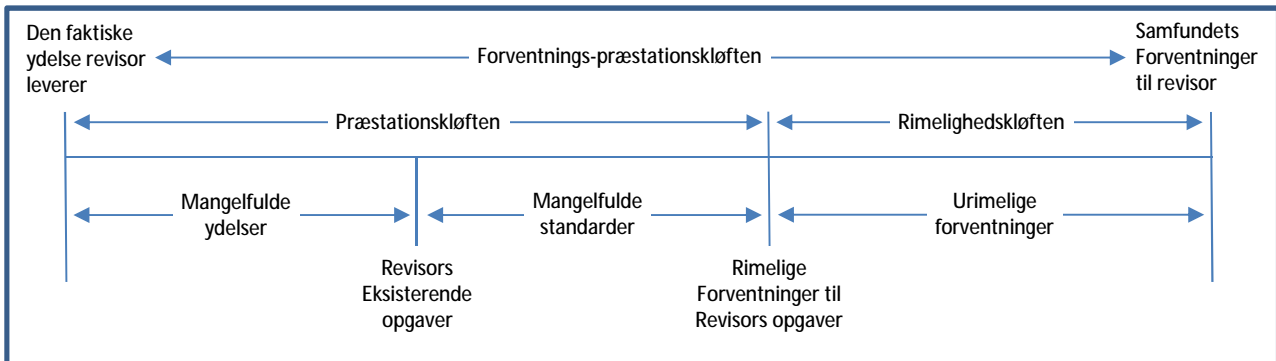 Den faktiske
ydelse revisor
leverer
Forventnings-præstationskløften
Samfundets
Forventninger
til revisor
Præstationskløften
Rimelighedskløften
Mangelfulde
ydelser
Mangelfulde
standarder
Urimelige
forventninger
Revisors
Eksisterende
opgaver
Rimelige
Forventninger til
Revisors opgaver